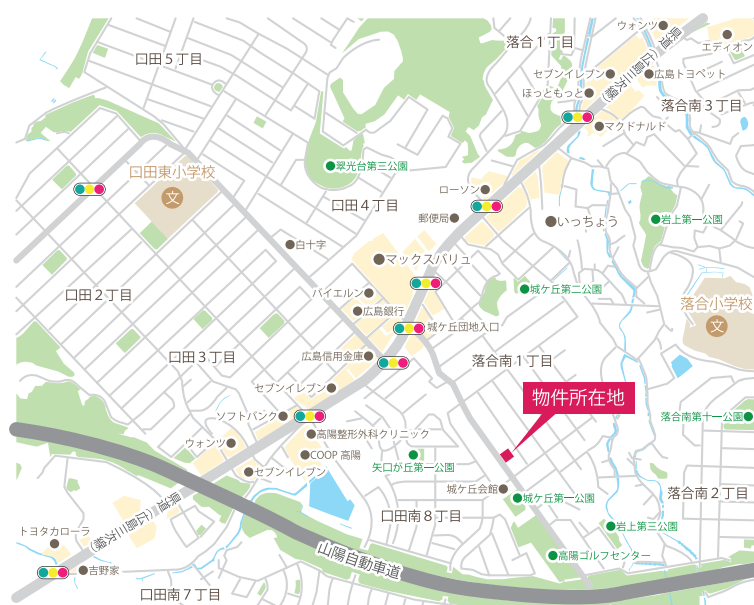 ウォンツ
エディオン
落合1丁目
県道(広島三次線)
口田5丁目
セブンイレブン
広島トヨペット
ほっともっと
落合南3丁目
マクドナルド
翠光台第三公園
口田東小学校
文
ローソン
口田4丁目
郵便局
いっちょう
岩上第一公園
白十字
マックスバリュ
口田2丁目
バイエルン
城ケ丘第二公園
落合小学校
文
広島銀行
城ケ丘団地入口
口田3丁目
広島信用金庫
落合南1丁目
セブンイレブン
物件所在地
ソフトバンク
落合南第十一公園
高陽整形外科クリニック
ウォンツ
COOP 高陽
矢口が丘第一公園
セブンイレブン
城ケ丘会館
城ケ丘第一公園
落合南2丁目
県道(広島三次線)
口田南8丁目
岩上第三公園
トヨタカローラ
山陽自動車道
高陽ゴルフセンター
吉野家
口田南7丁目